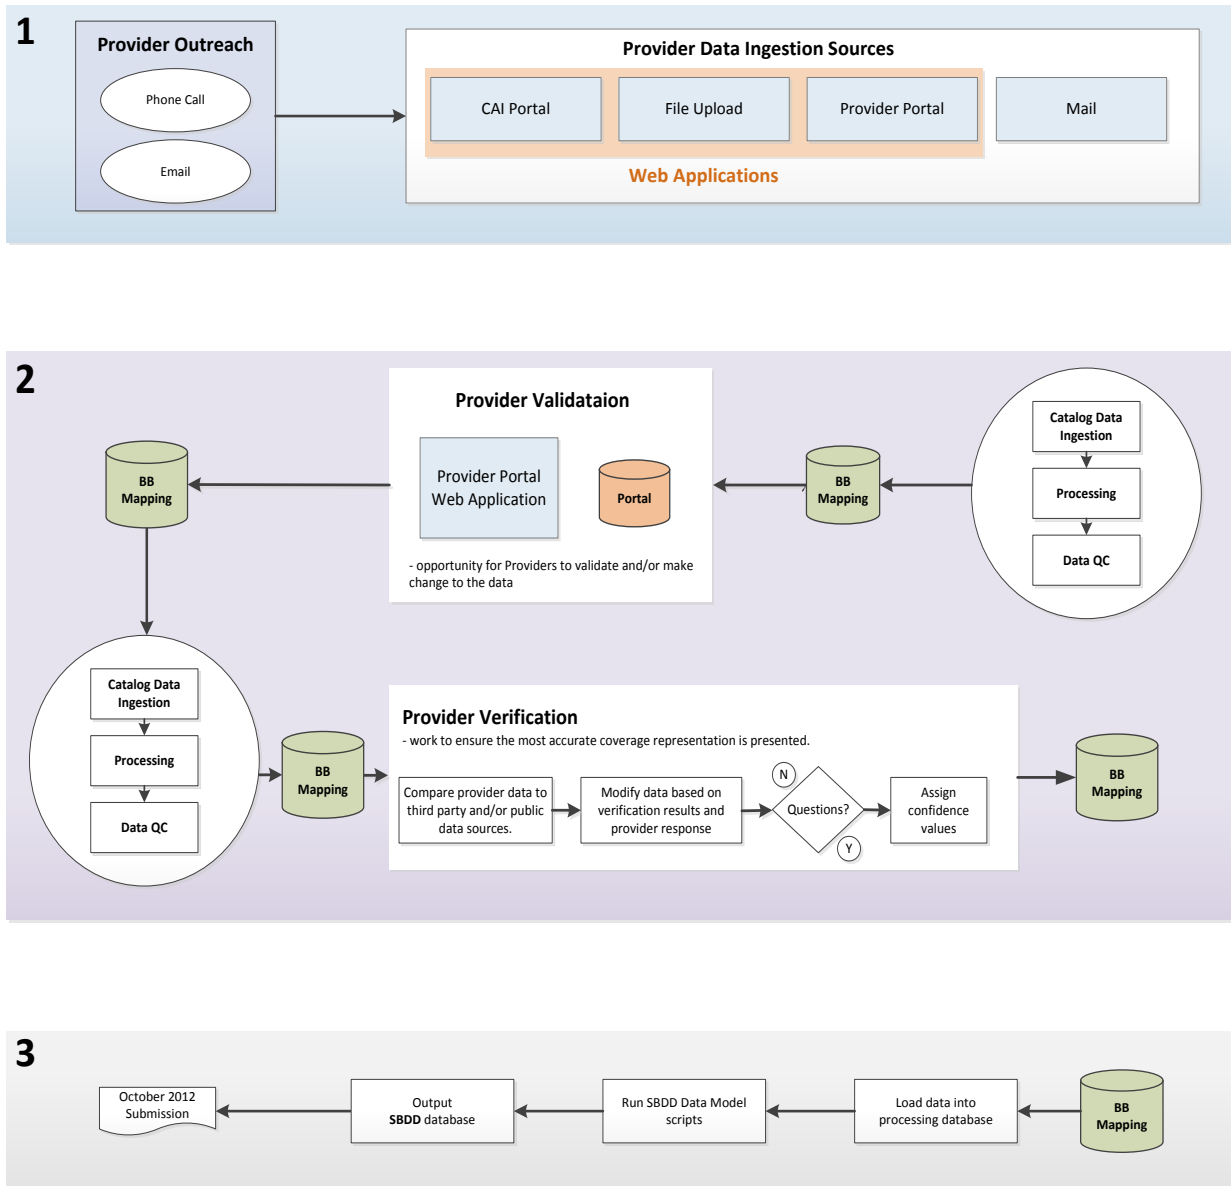 1
Provider Outreach
Phone Call
Email
Provider Data Ingestion Sources
CAI Portal
File Upload
Provider Portal
Mail
Web Applications
2
Provider Validataion
Provider Portal
Web Application
Portal
- opportunity for Providers to validate and/or make
change to the data
BB
Mapping
BB
Mapping
Catalog Data
Ingestion
Processing
Data QC
Catalog Data
Ingestion
Processing
Data QC
BB
Mapping
Provider Verification
- work to ensure the most accurate coverage representation is presented.
Compare provider data to
third party and/or public
data sources.
Modify data based on
verification results and
provider response
N
Questions?
Y
Assign
confidence
values
BB
Mapping
3
October 2012
Submission
Output
SBDD database
Run SBDD Data Model
scripts
Load data into
processing database
BB
Mapping